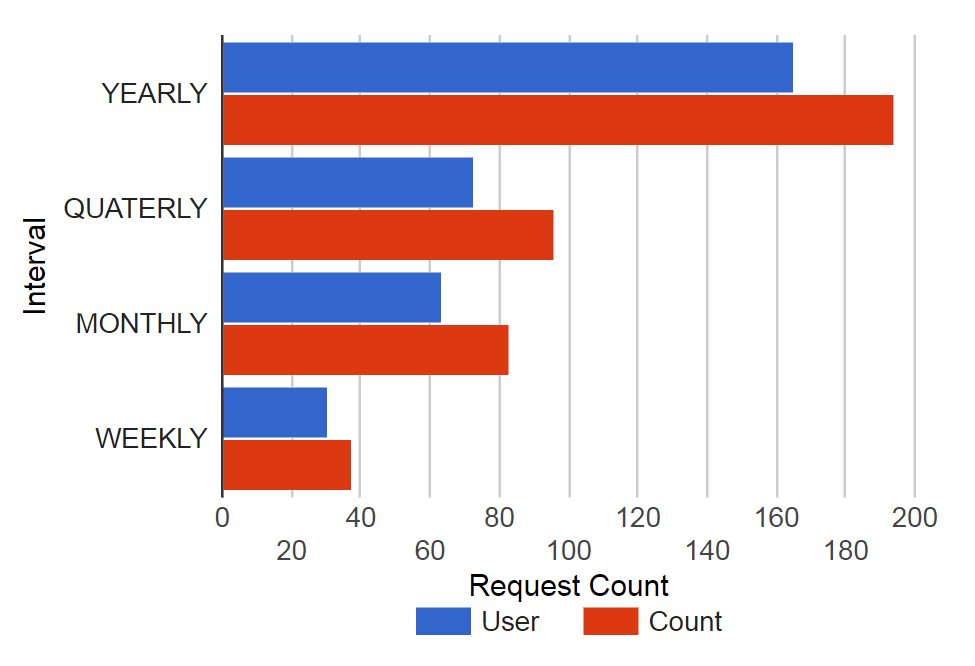 YEARLY
QUATERLY
MONTHLY
WEEKLY
Interval
0 40 80 120 160 200
20 60 100 140 180
Request Count
User Count